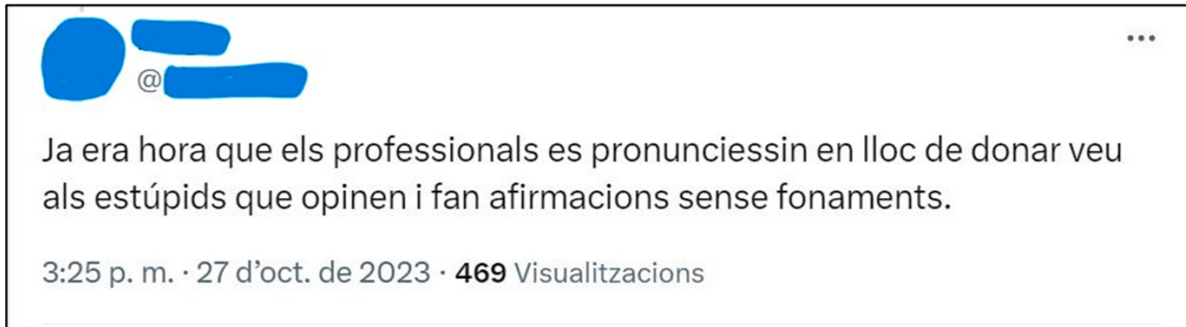 @
Ja era hora que els professionals es pronunciessin en lloc de donar veu
als estúpids que opinen i fan afirmacions sense fonaments.
3:25 p. m. · 27 d’oct. de 2023 · 469 Visualitzacions